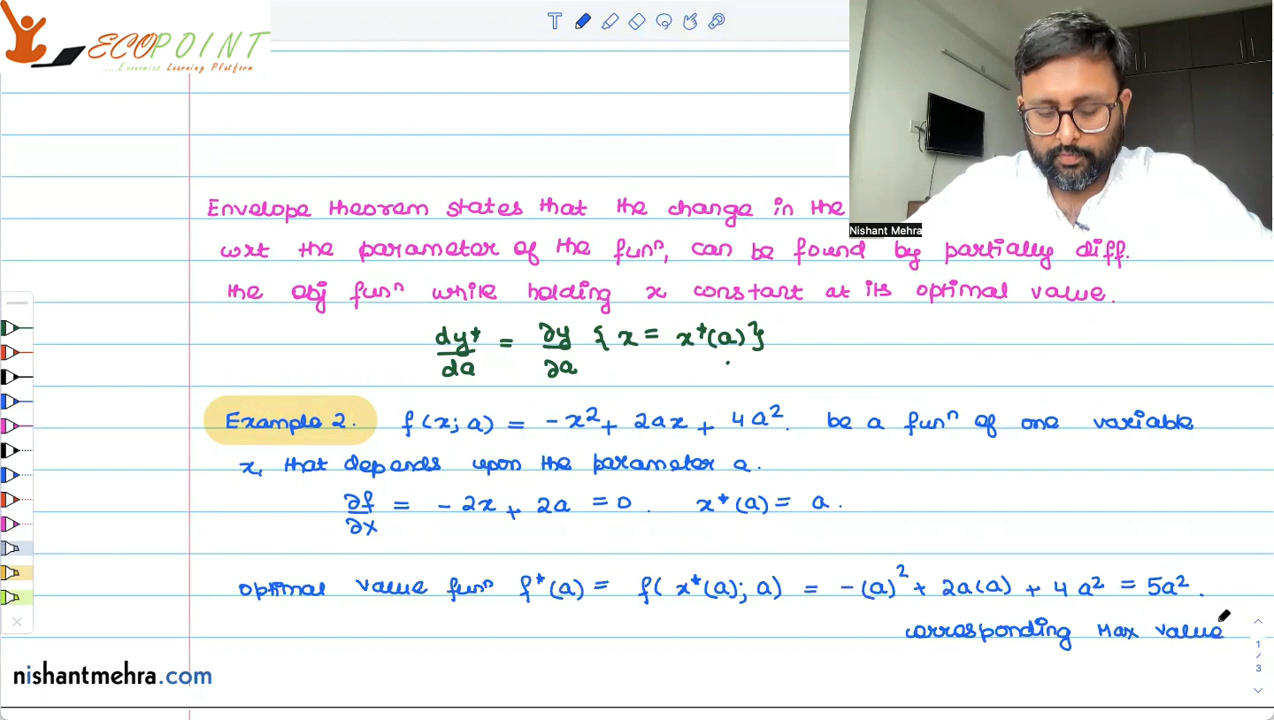 ECOPOINT
.....Economics Learning Platform
Nishant Mehra
Envelope theorem states that the change in the
wrt the parameter of the funⁿ, can be found by partially diff.
the obj funⁿ while holding x constant at its optimal value.
dy*/da = ∂y/∂a { x = x*(a)}
Example 2. f(x; a) = -x² + 2ax + 4a². be a funⁿ of one variable
x, that depends upon the parameter a.
∂f/∂x = -2x + 2a = 0. x*(a) = a.
optimal value funⁿ f*(a) = f( x*(a); a) = -(a)² + 2a(a) + 4a² = 5a².
corresponding Max value
1
/
3
nishantmehra.com